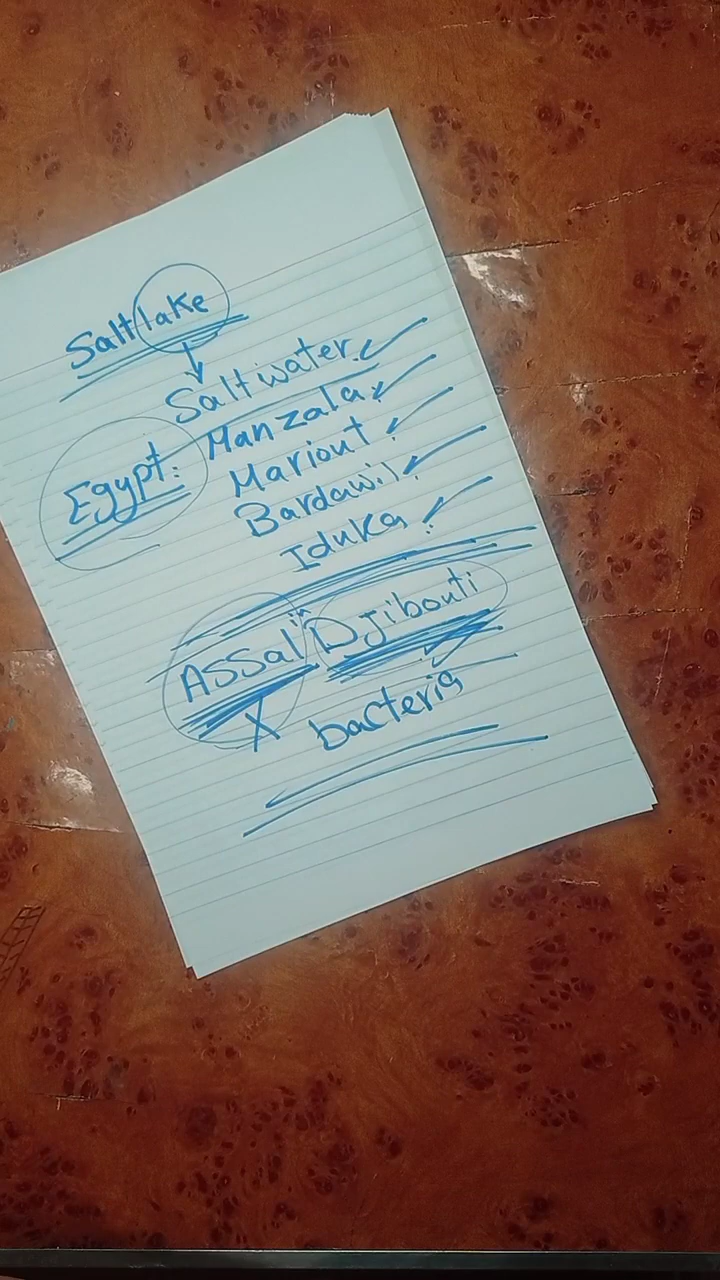 Saltlake
Saltwater.
Egypt: Manzala
Mariout
Bardawil
Iduka
Assal in Djibouti
X bacteria